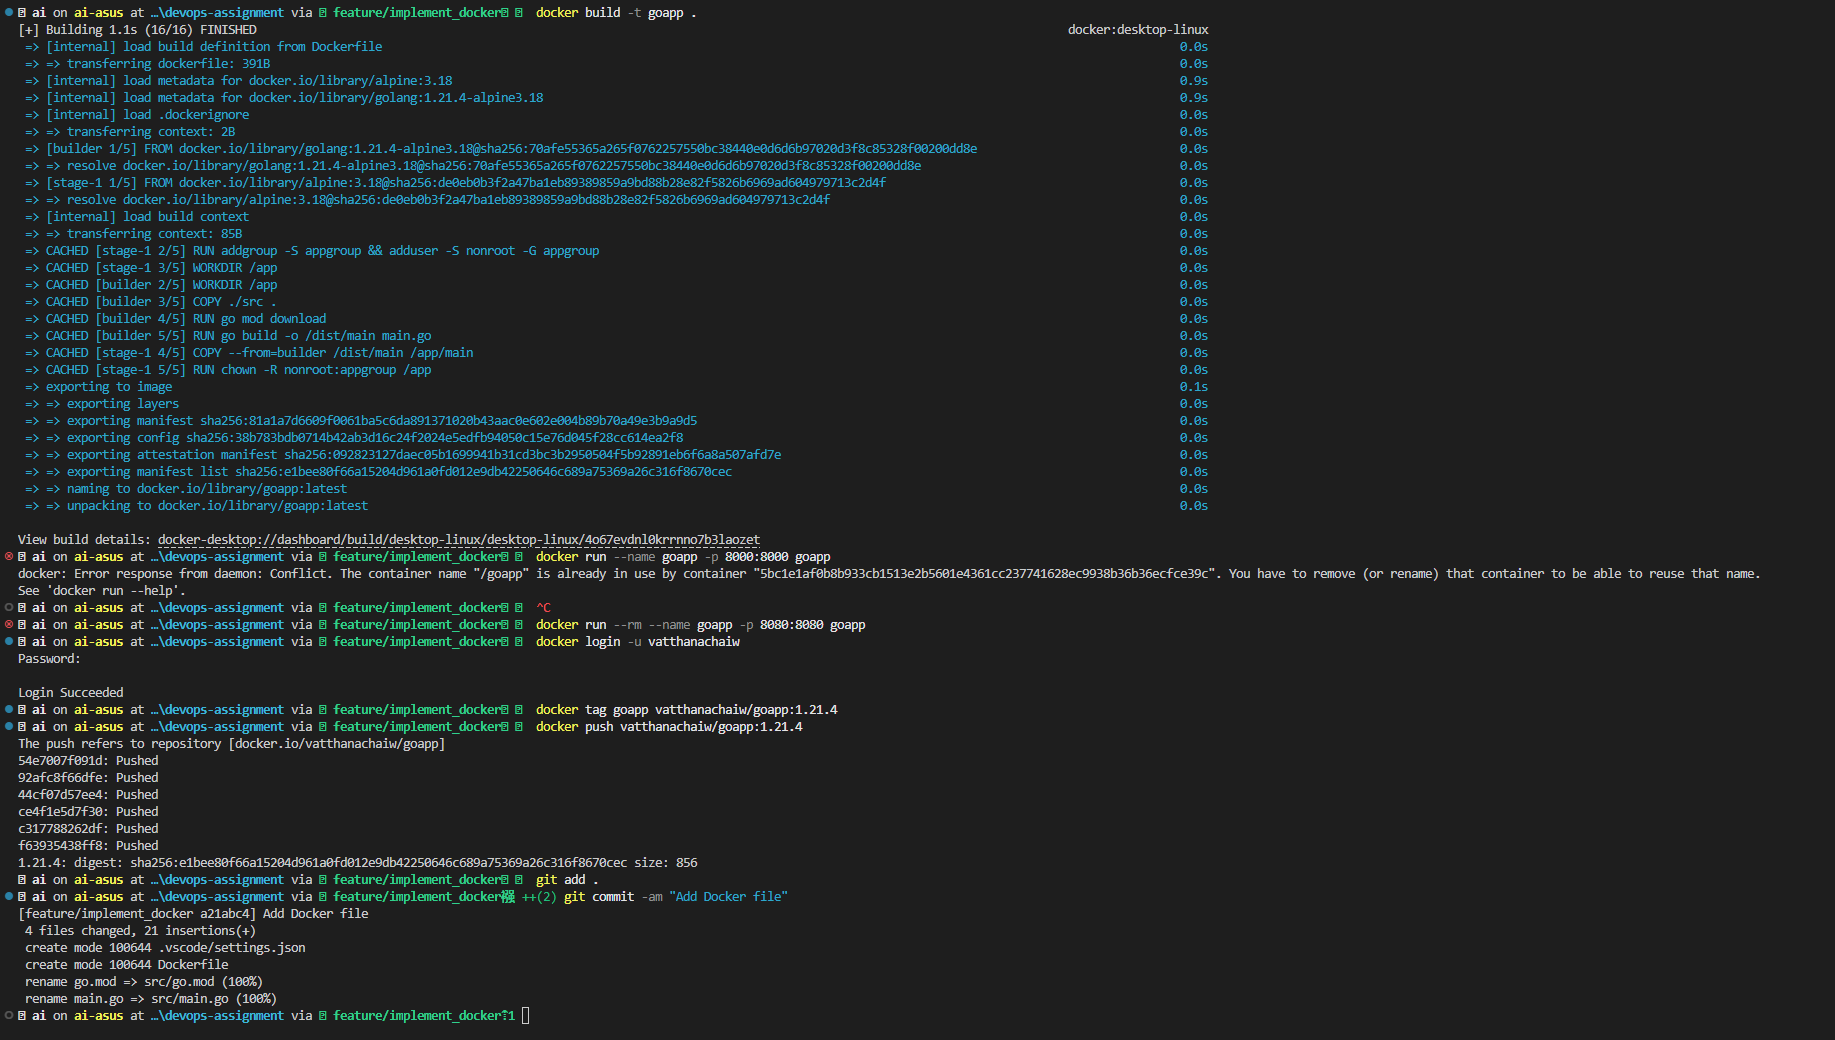 ai on ai-asus at …\devops-assignment via feature/implement_docker docker build -t goapp .
[+] Building 1.1s (16/16) FINISHED docker:desktop-linux
=> [internal] load build definition from Dockerfile 0.0s
=> => transferring dockerfile: 391B 0.0s
=> [internal] load metadata for docker.io/library/alpine:3.18 0.9s
=> [internal] load metadata for docker.io/library/golang:1.21.4-alpine3.18 0.9s
=> [internal] load .dockerignore 0.0s
=> => transferring context: 2B 0.0s
=> [builder 1/5] FROM docker.io/library/golang:1.21.4-alpine3.18@sha256:70afe55365a265f0762257550bc38440e0d6d6b97020d3f8c85328f00200dd8e 0.0s
=> => resolve docker.io/library/golang:1.21.4-alpine3.18@sha256:70afe55365a265f0762257550bc38440e0d6d6b97020d3f8c85328f00200dd8e 0.0s
=> [stage-1 1/5] FROM docker.io/library/alpine:3.18@sha256:de0eb0b3f2a47ba1eb89389859a9bd88b28e82f5826b6969ad604979713c2d4f 0.0s
=> => resolve docker.io/library/alpine:3.18@sha256:de0eb0b3f2a47ba1eb89389859a9bd88b28e82f5826b6969ad604979713c2d4f 0.0s
=> [internal] load build context 0.0s
=> => transferring context: 85B 0.0s
=> CACHED [stage-1 2/5] RUN addgroup -S appgroup && adduser -S nonroot -G appgroup 0.0s
=> CACHED [stage-1 3/5] WORKDIR /app 0.0s
=> CACHED [builder 2/5] WORKDIR /app 0.0s
=> CACHED [builder 3/5] COPY ./src . 0.0s
=> CACHED [builder 4/5] RUN go mod download 0.0s
=> CACHED [builder 5/5] RUN go build -o /dist/main main.go 0.0s
=> CACHED [stage-1 4/5] COPY --from=builder /dist/main /app/main 0.0s
=> CACHED [stage-1 5/5] RUN chown -R nonroot:appgroup /app 0.0s
=> exporting to image 0.1s
=> => exporting layers 0.0s
=> => exporting manifest sha256:81a1a7d6609f0061ba5c6da891371020b43aac0e602e004b89b70a49e3b9a9d5 0.0s
=> => exporting config sha256:38b783bdb0714b42ab3d16c24f2024e5edfb94050c15e76d045f28cc614ea2f8 0.0s
=> => exporting attestation manifest sha256:092823127daec05b1699941b31cd3bc3b2950504f5b92891eb6f6a8a507afd7e 0.0s
=> => exporting manifest list sha256:e1bee80f66a15204d961a0fd012e9db42250646c689a75369a26c316f8670cec 0.0s
=> => naming to docker.io/library/goapp:latest 0.0s
=> => unpacking to docker.io/library/goapp:latest 0.0s
View build details: docker-desktop://dashboard/build/desktop-linux/desktop-linux/4o67evdnl0krrnno7b3laozet
ai on ai-asus at …\devops-assignment via feature/implement_docker docker run --name goapp -p 8000:8000 goapp
docker: Error response from daemon: Conflict. The container name "/goapp" is already in use by container "5bc1e1af0b8b933cb1513e2b5601e4361cc237741628ec9938b36b36ecfce39c". You have to remove (or rename) that container to be able to reuse that name.
See 'docker run --help'.
ai on ai-asus at …\devops-assignment via feature/implement_docker ^C
ai on ai-asus at …\devops-assignment via feature/implement_docker docker run --rm --name goapp -p 8080:8080 goapp
ai on ai-asus at …\devops-assignment via feature/implement_docker docker login -u vatthanachaiw
Password:
Login Succeeded
ai on ai-asus at …\devops-assignment via feature/implement_docker docker tag goapp vatthanachaiw/goapp:1.21.4
ai on ai-asus at …\devops-assignment via feature/implement_docker docker push vatthanachaiw/goapp:1.21.4
The push refers to repository [docker.io/vatthanachaiw/goapp]
54e7007f091d: Pushed
92afc8f66dfe: Pushed
44cf07d57ee4: Pushed
ce4f1e5d7f30: Pushed
c317788262df: Pushed
f63935438ff8: Pushed
1.21.4: digest: sha256:e1bee80f66a15204d961a0fd012e9db42250646c689a75369a26c316f8670cec size: 856
ai on ai-asus at …\devops-assignment via feature/implement_docker git add .
ai on ai-asus at …\devops-assignment via feature/implement_docker ++(2) git commit -am "Add Docker file"
[feature/implement_docker a21abc4] Add Docker file
4 files changed, 21 insertions(+)
create mode 100644 .vscode/settings.json
create mode 100644 Dockerfile
rename go.mod => src/go.mod (100%)
rename main.go => src/main.go (100%)
ai on ai-asus at …\devops-assignment via feature/implement_docker⇡1